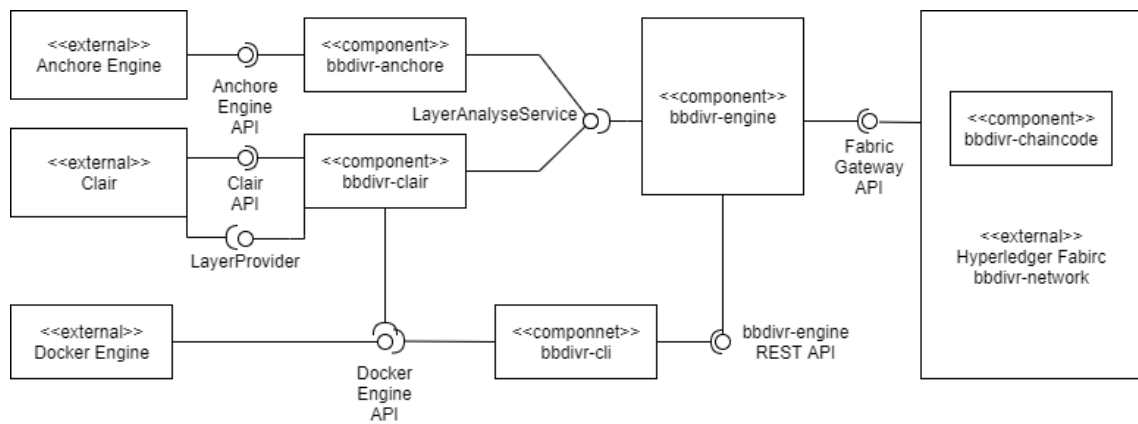 <<external>>
Anchore Engine
<<component>>
bbdivr-anchore
Anchore
Engine
API
LayerAnalyseService
<<component>>
bbdivr-engine
Fabric
Gateway
API
<<component>>
bbdivr-chaincode
<<external>>
Hyperledger Fabirc
bbdivr-network
<<external>>
Clair
Clair
API
<<component>>
bbdivr-clair
LayerProvider
<<external>>
Docker Engine
Docker
Engine
API
<<componnet>>
bbdivr-cli
bbdivr-engine
REST API